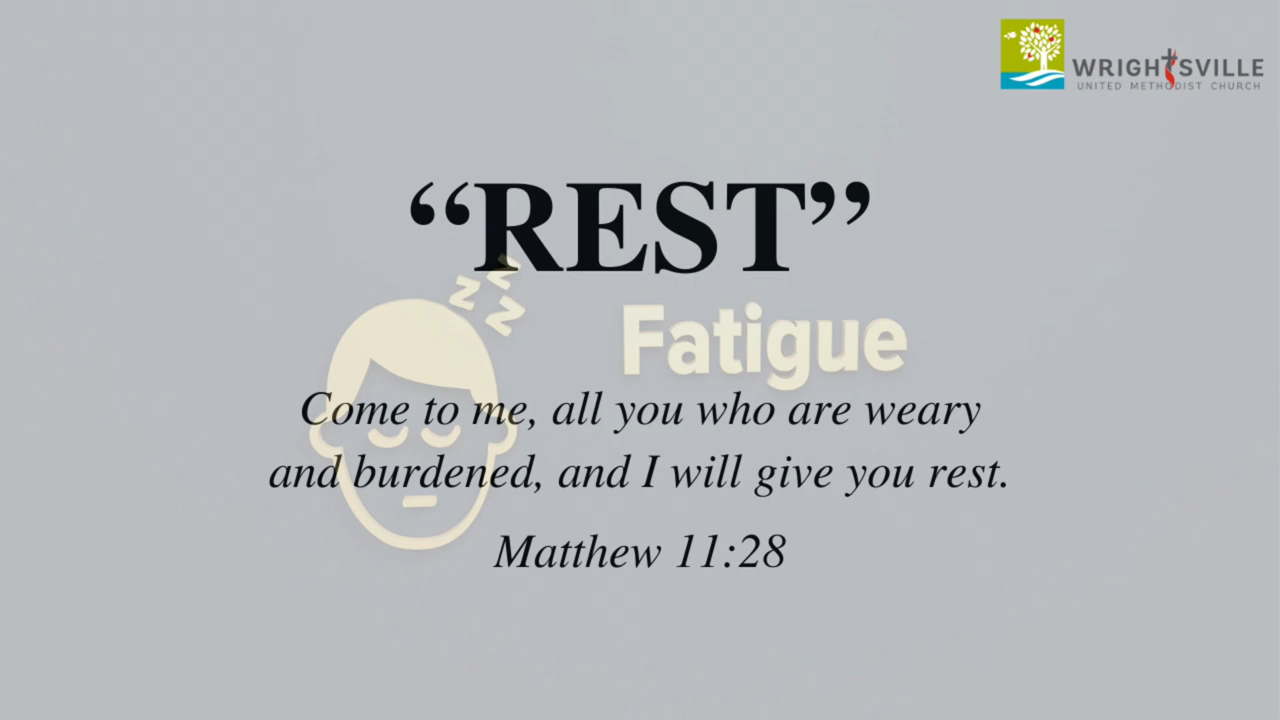 WRIGHTSVILLE
UNITED METHODIST CHURCH
“REST”
z z z
Fatigue
Come to me, all you who are weary
and burdened, and I will give you rest.
Matthew 11:28